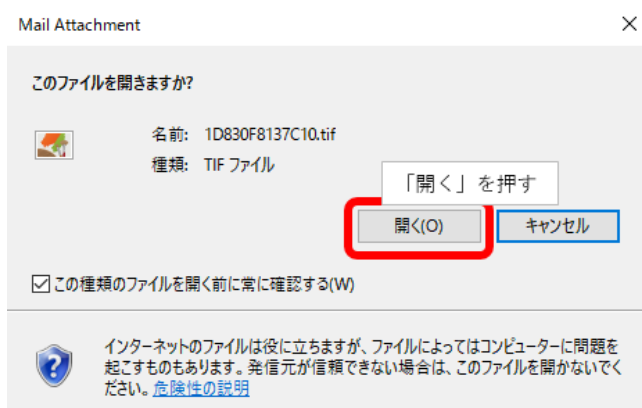 Mail Attachment
このファイルを開きますか?
名前: 1D830F8137C10.tif
種類: TIF ファイル
「開く」を押す
開く(O) キャンセル
この種類のファイルを開く前に常に確認する(W)
インターネットのファイルは役に立ちますが、ファイルによってはコンピューターに問題を
起こすものもあります。発信元が信頼できない場合は、このファイルを開かないでく
ださい。危険性の説明